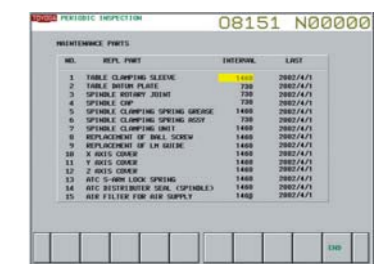 TOYODA PERIODIC INSPECTION O8151 N00000
MAINTENANCE PARTS
NO. REPL PART INTERVAL LAST
1 TABLE CLAMPING SLEEVE 1460 2002/4/1
2 TABLE DATUM PLATE 730 2002/4/1
3 SPINDLE ROTARY JOINT 730 2002/4/1
4 SPINDLE CAP 730 2002/4/1
5 SPINDLE CLAMPING SPRING GREASE 1460 2002/4/1
6 SPINDLE CLAMPING SPRING ASSY 730 2002/4/1
7 SPINDLE CLAMPING UNIT 1460 2002/4/1
8 REPLACEMENT OF BALL SCREW 1460 2002/4/1
9 REPLACEMENT OF LM GUIDE 1460 2002/4/1
10 X AXIS COVER 1460 2002/4/1
11 Y AXIS COVER 1460 2002/4/1
12 Z AXIS COVER 1460 2002/4/1
13 ATC S-ARM LOCK SPRING 1460 2002/4/1
14 ATC DISTRIBUTER SEAL (SPINDLE) 1460 2002/4/1
15 AIR FILTER FOR AIR SUPPLY 1460 2002/4/1
END